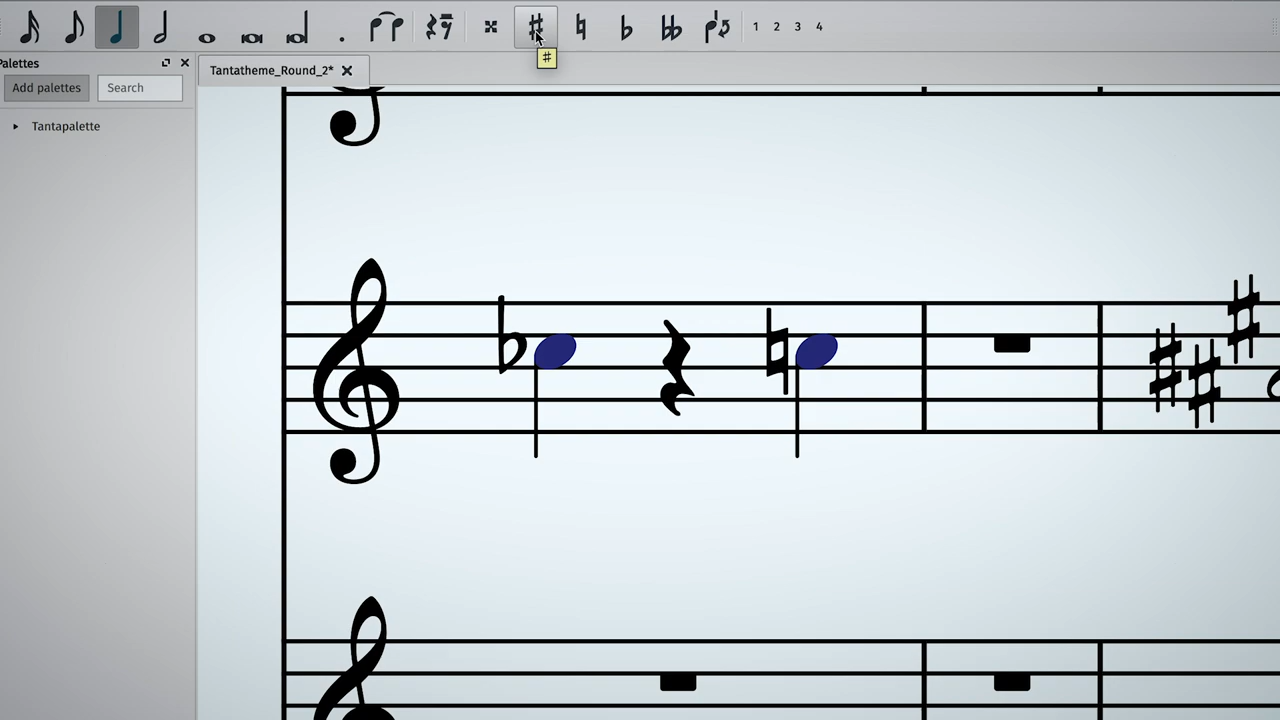 1 2 3 4
#
Palettes
Tantatheme_Round_2*
Add palettes
Search
Tantapalette